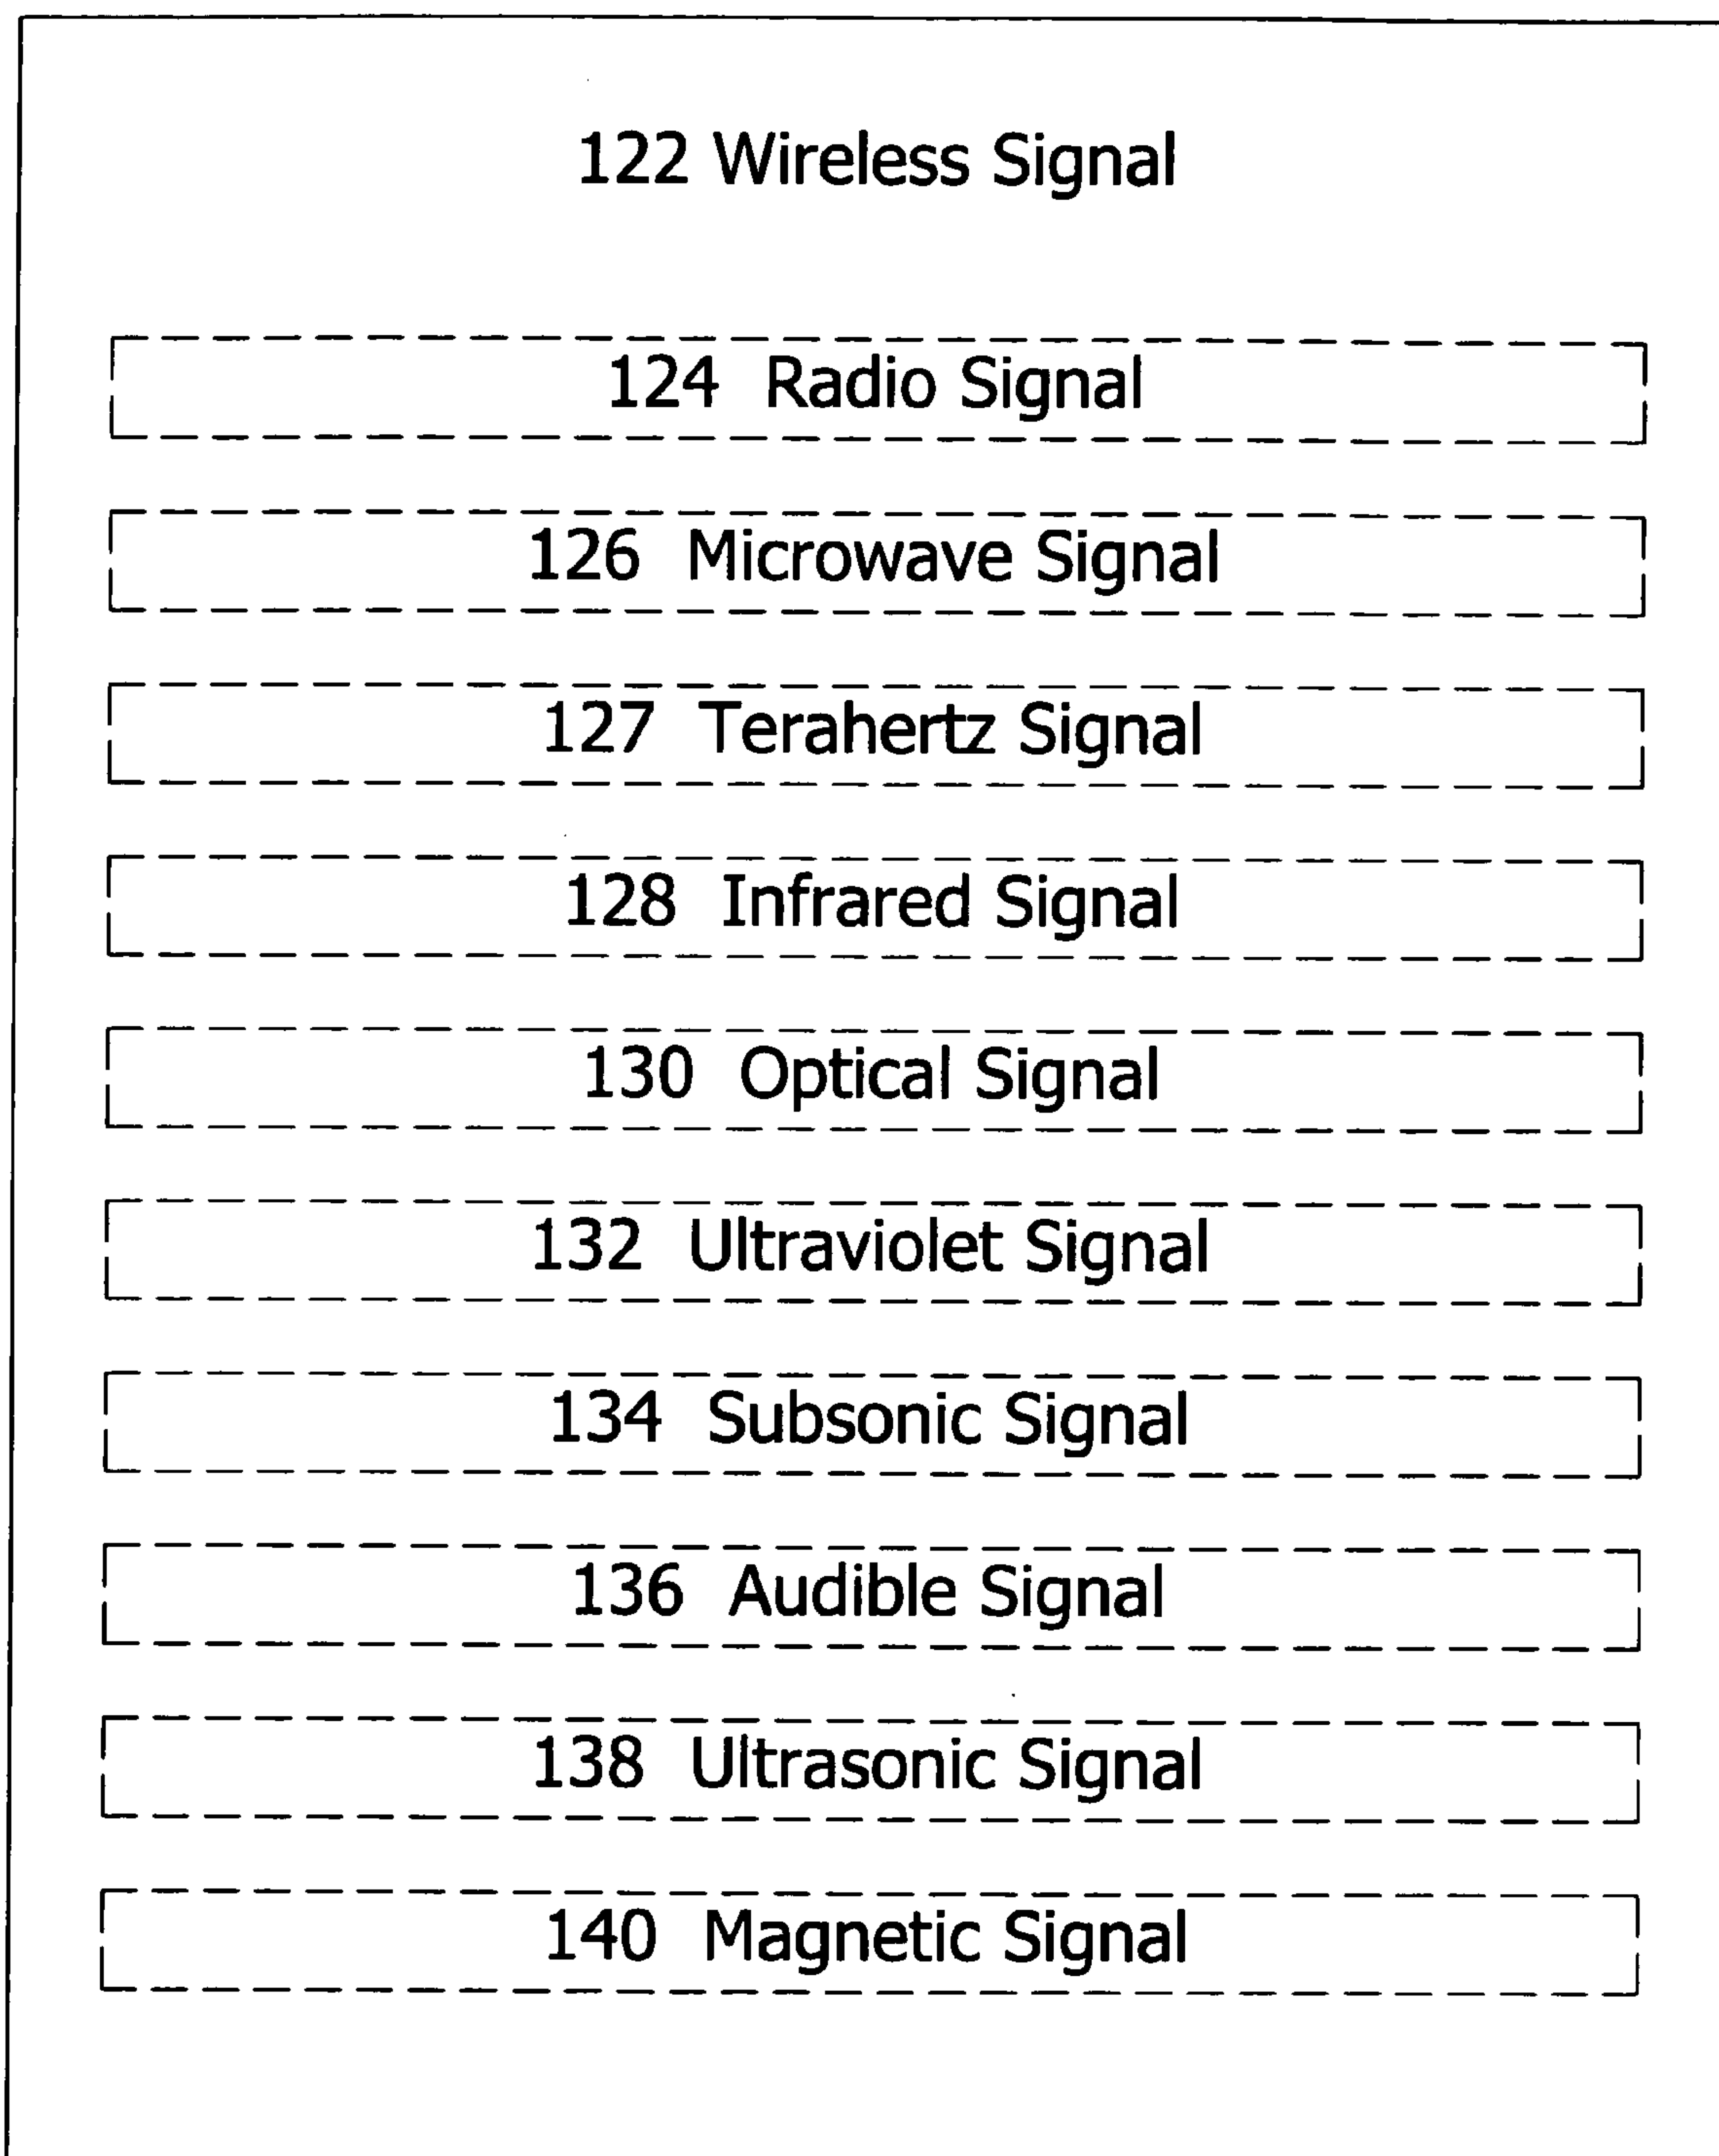 122 Wireless Signal
124 Radio Signal
126 Microwave Signal
127 Terahertz Signal
128 Infrared Signal
130 Optical Signal
132 Ultraviolet Signal
134 Subsonic Signal
136 Audible Signal
138 Ultrasonic Signal
140 Magnetic Signal